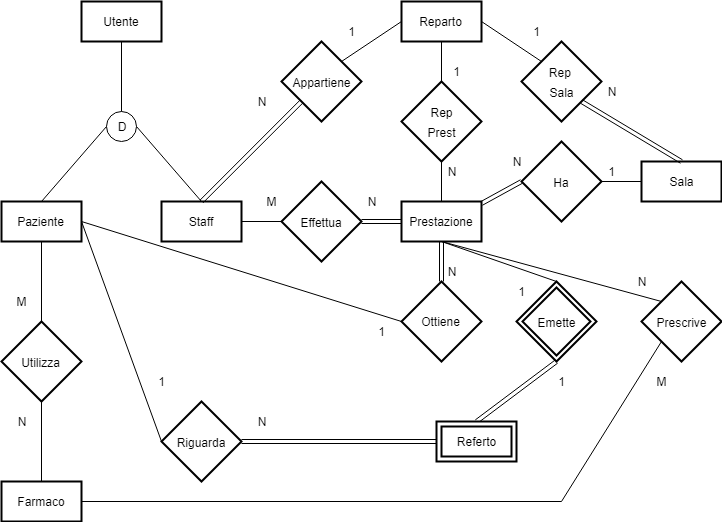 Utente
Reparto
1
1
Appartiene
Rep
Sala
1
N
N
Rep
Prest
D
N
N
Ha
1
Sala
Paziente
Staff
M
Effettua
N
Prestazione
N
N
M
1
Ottiene
1
Emette
Prescrive
Utilizza
1
1
M
N
N
Riguarda
Referto
Farmaco